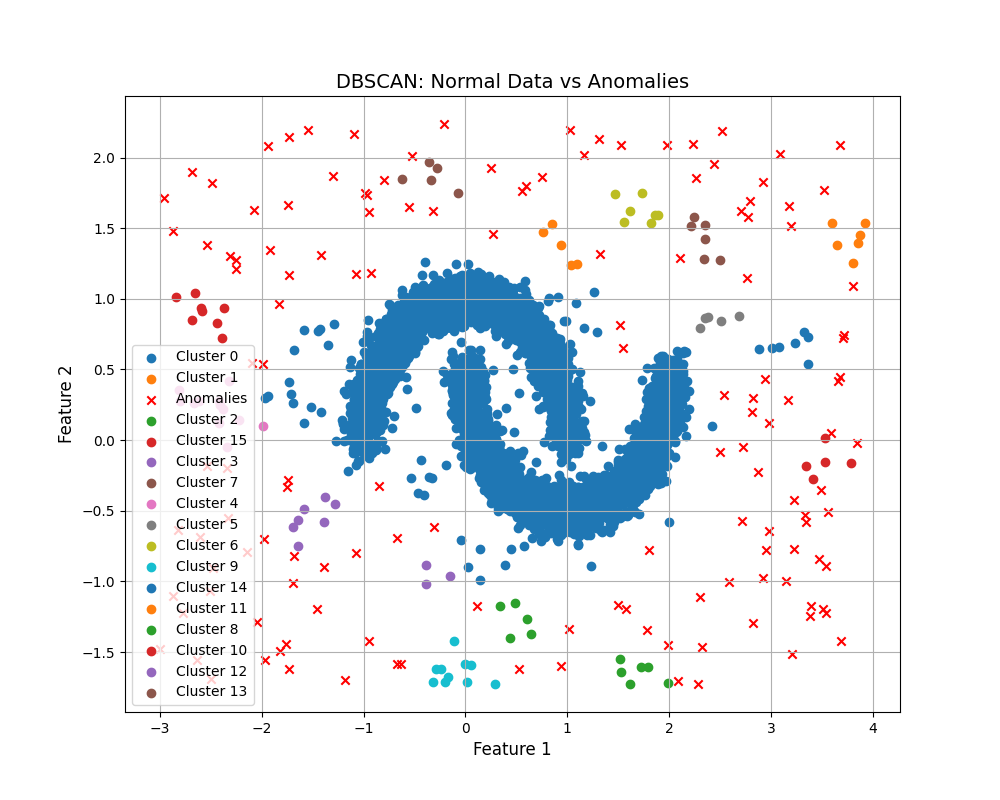 DBSCAN: Normal Data vs Anomalies
Feature 2
2.0
1.5
1.0
0.5
0.0
−0.5
−1.0
−1.5
Cluster 0
Cluster 1
Anomalies
Cluster 2
Cluster 15
Cluster 3
Cluster 7
Cluster 4
Cluster 5
Cluster 6
Cluster 9
Cluster 14
Cluster 11
Cluster 8
Cluster 10
Cluster 12
Cluster 13
−3 −2 −1 0 1 2 3 4
Feature 1